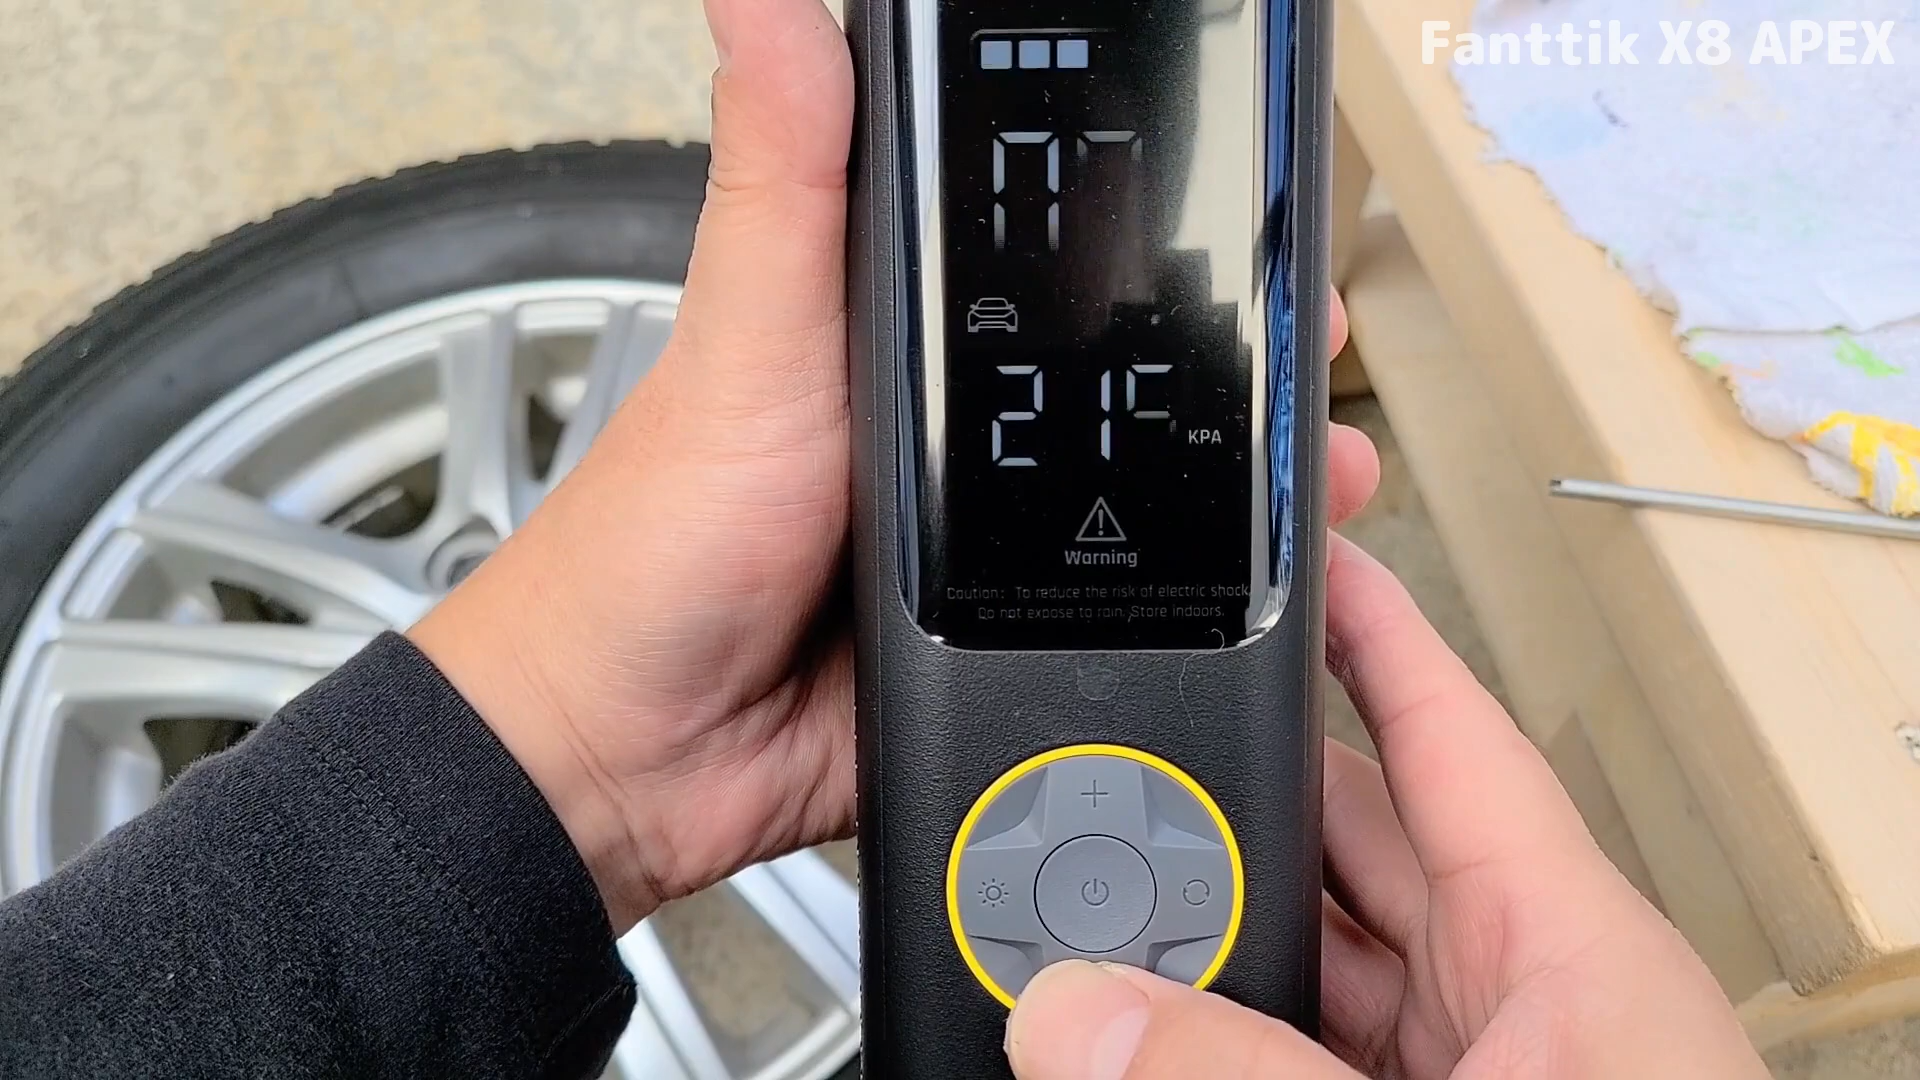 Fanttik X8 APEX
21
KPA
Warning
Caution: To reduce the risk of electric shock,
Do not expose to rain. Store indoors.